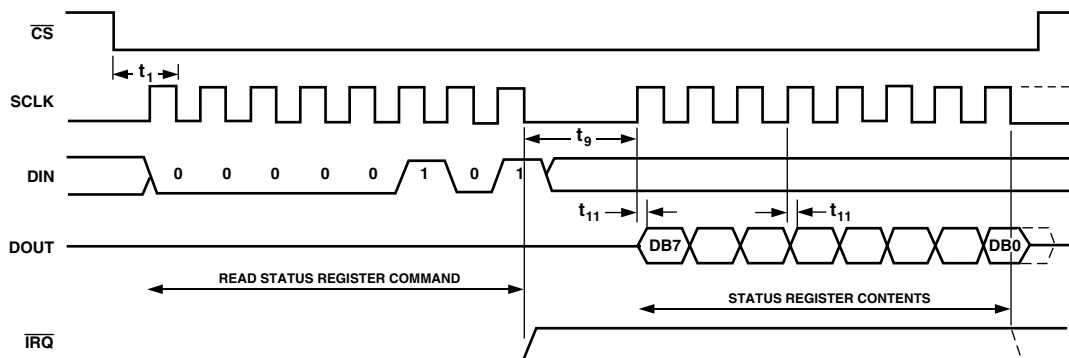 CS
t1
SCLK
t9
DIN
0 0 0 0 0 1 0 1
t11 t11
DOUT
DB7 DB0
READ STATUS REGISTER COMMAND
STATUS REGISTER CONTENTS
IRQ